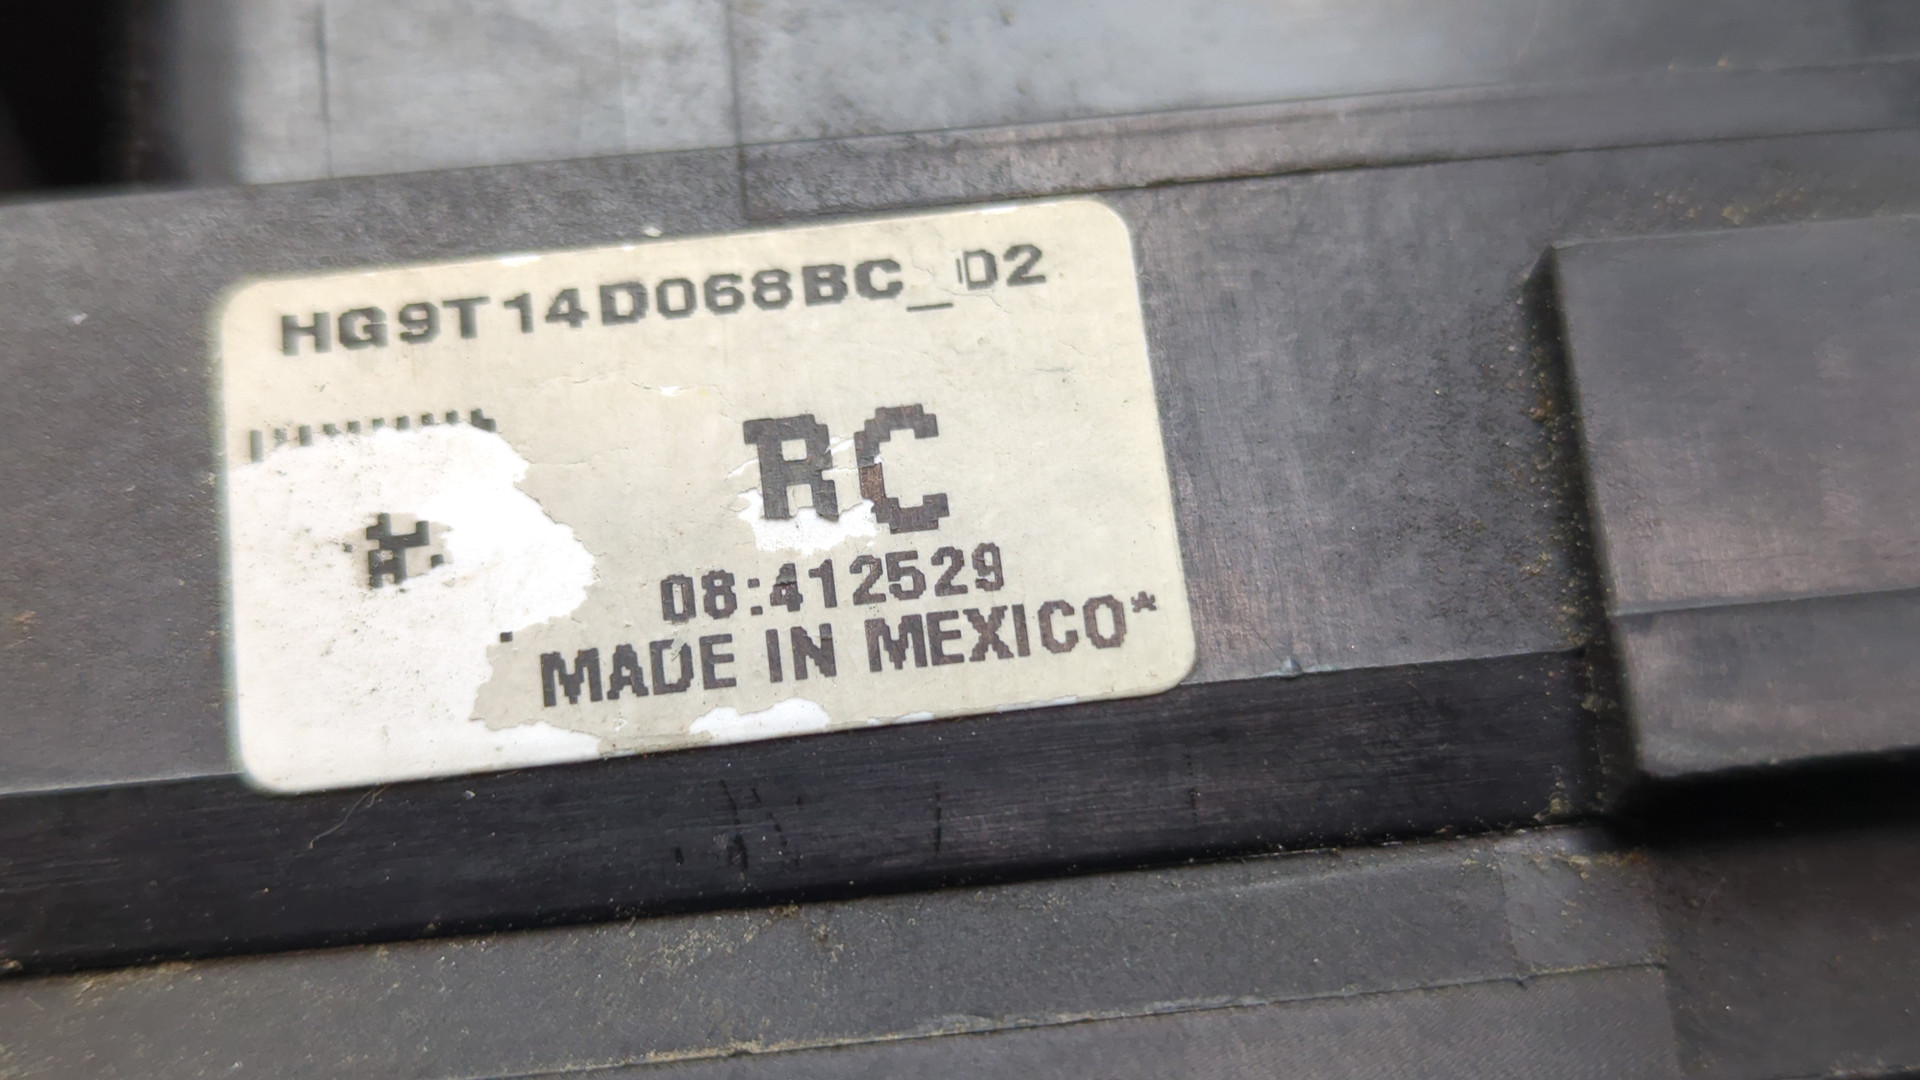 HG9T14D068BC_D2
RC
08:412529
MADE IN MEXICO*